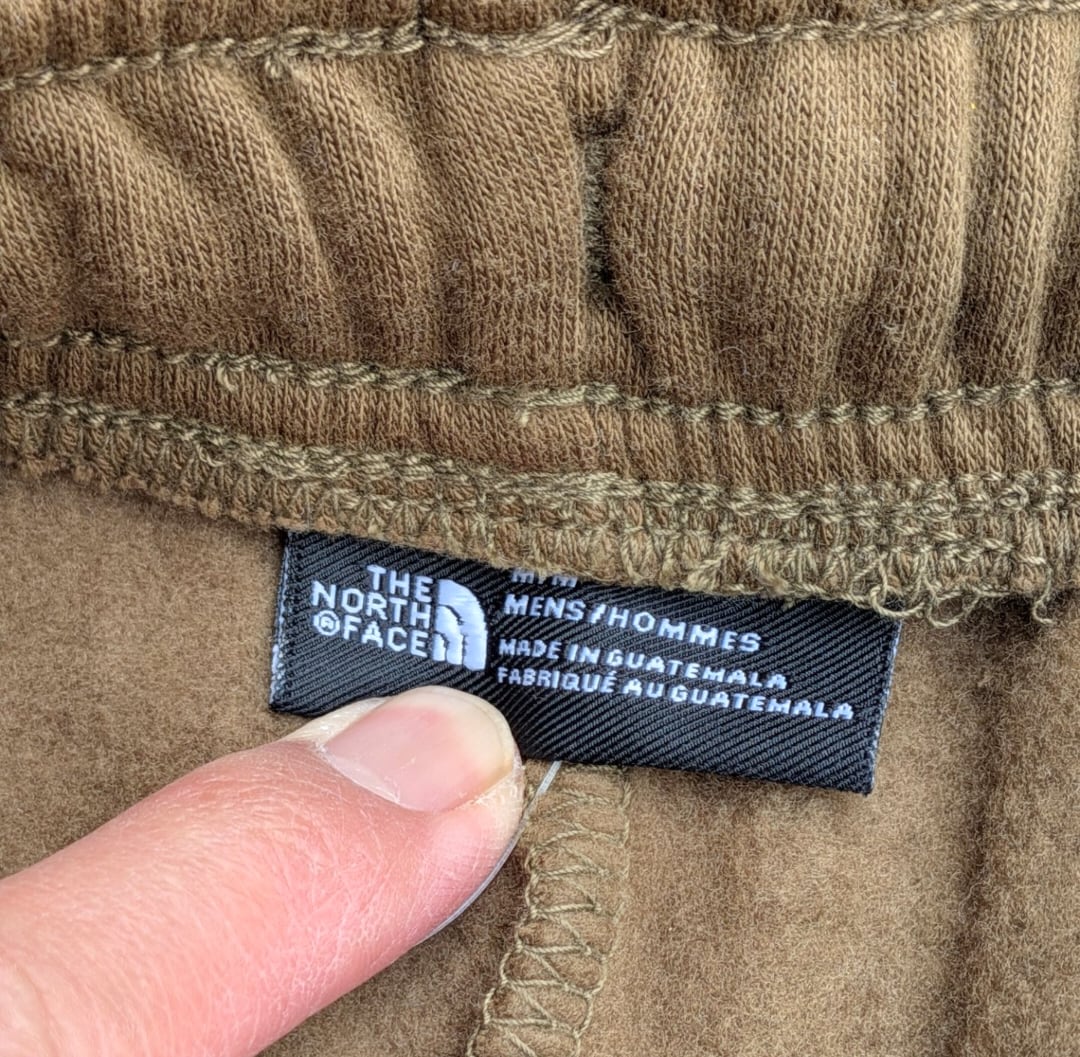 THE
NORTH
®FACE
M/M
MENS/HOMMES
MADE IN GUATEMALA
FABRIQUÉ AU GUATEMALA